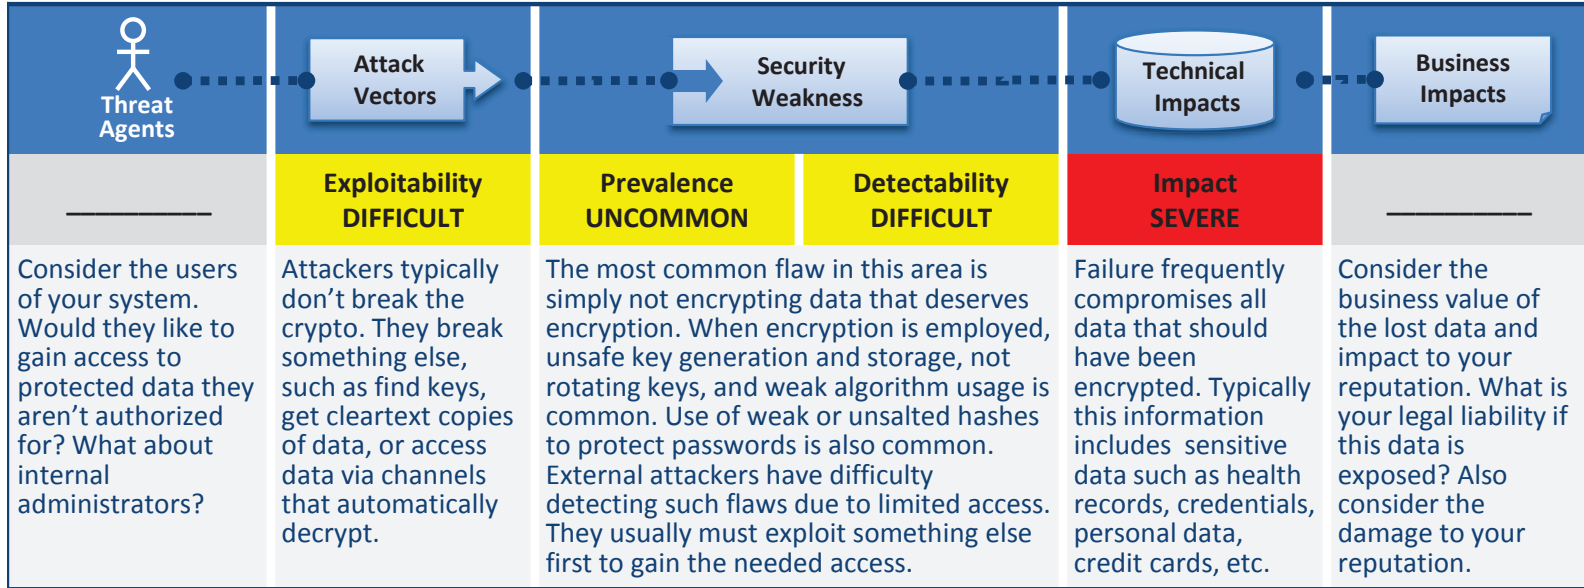 Threat
Agents
Attack
Vectors
Security
Weakness
Technical
Impacts
Business
Impacts
__________
Exploitability
DIFFICULT
Prevalence
UNCOMMON
Detectability
DIFFICULT
Impact
SEVERE
__________
Consider the users
of your system.
Would they like to
gain access to
protected data they
aren’t authorized
for? What about
internal
administrators?
Attackers typically
don’t break the
crypto. They break
something else,
such as find keys,
get cleartext copies
of data, or access
data via channels
that automatically
decrypt.
The most common flaw in this area is
simply not encrypting data that deserves
encryption. When encryption is employed,
unsafe key generation and storage, not
rotating keys, and weak algorithm usage is
common. Use of weak or unsalted hashes
to protect passwords is also common.
External attackers have difficulty
detecting such flaws due to limited access.
They usually must exploit something else
first to gain the needed access.
Failure frequently
compromises all
data that should
have been
encrypted. Typically
this information
includes  sensitive
data such as health
records, credentials,
personal data,
credit cards, etc.
Consider the
business value of
the lost data and
impact to your
reputation. What is
your legal liability if
this data is
exposed? Also
consider the
damage to your
reputation.